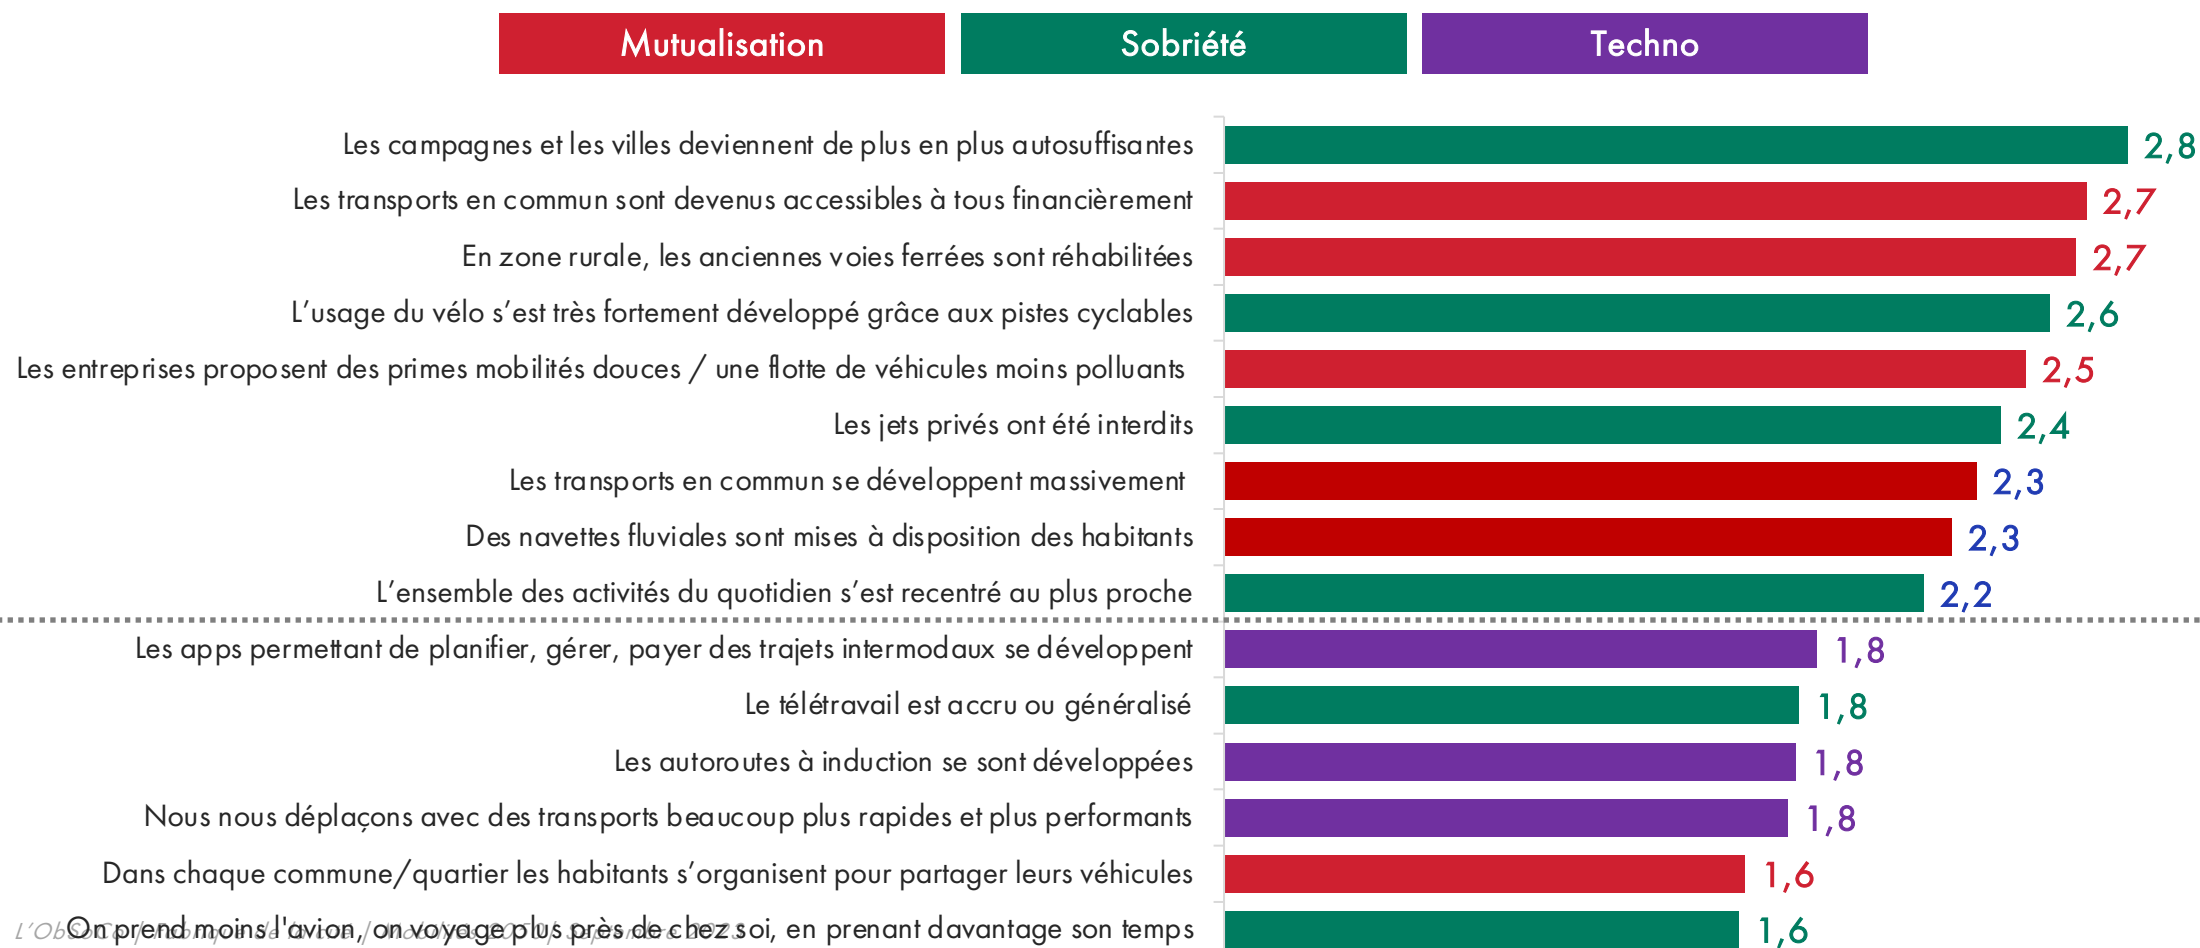 Mutualisation Sobriété Techno
Les campagnes et les villes deviennent de plus en plus autosuffisantes 2,8
Les transports en commun sont devenus accessibles à tous financièrement 2,7
En zone rurale, les anciennes voies ferrées sont réhabilitées 2,7
L’usage du vélo s’est très fortement développé grâce aux pistes cyclables 2,6
Les entreprises proposent des primes mobilités douces / une flotte de véhicules moins polluants 2,5
Les jets privés ont été interdits 2,4
Les transports en commun se développent massivement 2,3
Des navettes fluviales sont mises à disposition des habitants 2,3
L’ensemble des activités du quotidien s’est recentré au plus proche 2,2
Les apps permettant de planifier, gérer, payer des trajets intermodaux se développent 1,8
Le télétravail est accru ou généralisé 1,8
Les autoroutes à induction se sont développées 1,8
Nous nous déplaçons avec des transports beaucoup plus rapides et plus performants 1,8
Dans chaque commune/quartier les habitants s’organisent pour partager leurs véhicules 1,6
On prend moins l'avion, on voyage plus près de chez soi, en prenant davantage son temps 1,6
L’ObSoCo | Fabrique de la cité | Mobilités 2050 | Septembre 2023